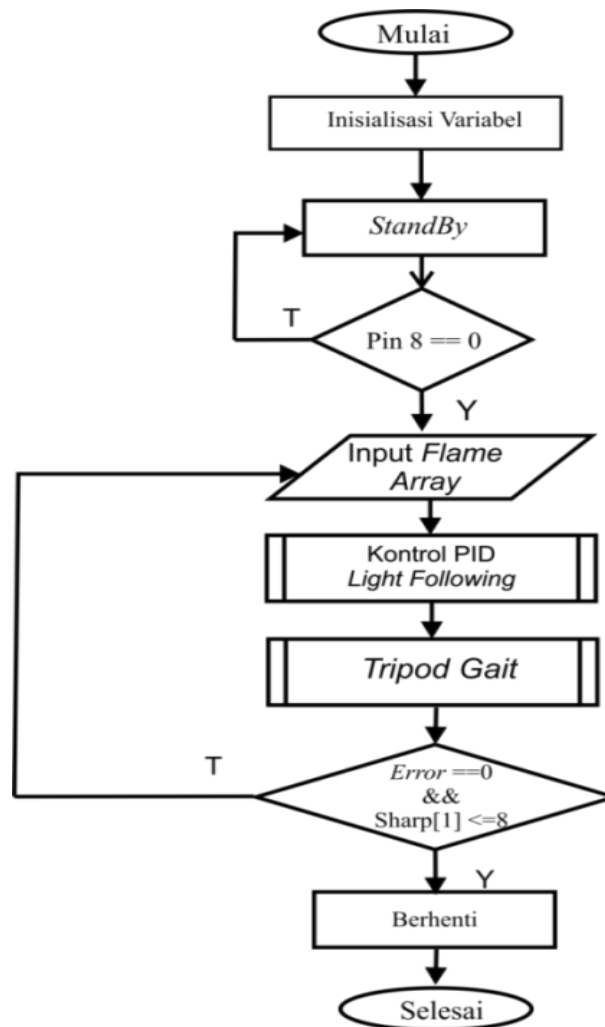 Mulai
Inisialisasi Variabel
StandBy
T
Pin 8 == 0
Y
Input Flame
Array
Kontrol PID
Light Following
Tripod Gait
T
Error ==0
&&
Sharp[1] <=8
Y
Berhenti
Selesai